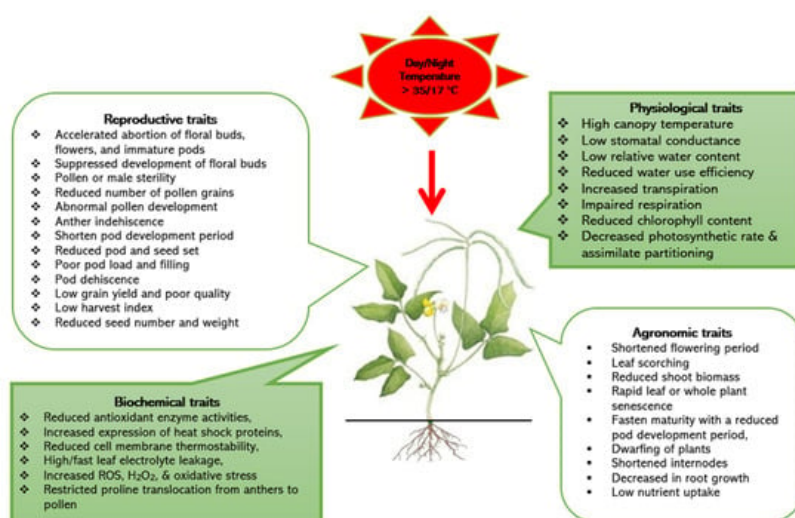 Day/Night
Temperature
> 35/17 °C
Reproductive traits
❖ Accelerated abortion of floral buds,
flowers, and immature pods
❖ Suppressed development of floral buds
❖ Pollen or male sterility
❖ Reduced number of pollen grains
❖ Abnormal pollen development
❖ Anther indehiscence
❖ Shorten pod development period
❖ Reduced pod and seed set
❖ Poor pod load and filling
❖ Pod dehiscence
❖ Low grain yield and poor quality
❖ Low harvest index
❖ Reduced seed number and weight
Physiological traits
❖ High canopy temperature
❖ Low stomatal conductance
❖ Low relative water content
❖ Reduced water use efficiency
❖ Increased transpiration
❖ Impaired respiration
❖ Reduced chlorophyll content
❖ Decreased photosynthetic rate &
assimilate partitioning
Biochemical traits
❖ Reduced antioxidant enzyme activities,
❖ Increased expression of heat shock proteins,
❖ Reduced cell membrane thermostability,
❖ High/fast leaf electrolyte leakage,
❖ Increased ROS, H₂O₂, & oxidative stress
❖ Restricted proline translocation from anthers to
pollen
Agronomic traits
▪ Shortened flowering period
▪ Leaf scorching
▪ Reduced shoot biomass
▪ Rapid leaf or whole plant
senescence
▪ Fasten maturity with a reduced
pod development period,
▪ Dwarfing of plants
▪ Shortened internodes
▪ Decreased in root growth
▪ Low nutrient uptake